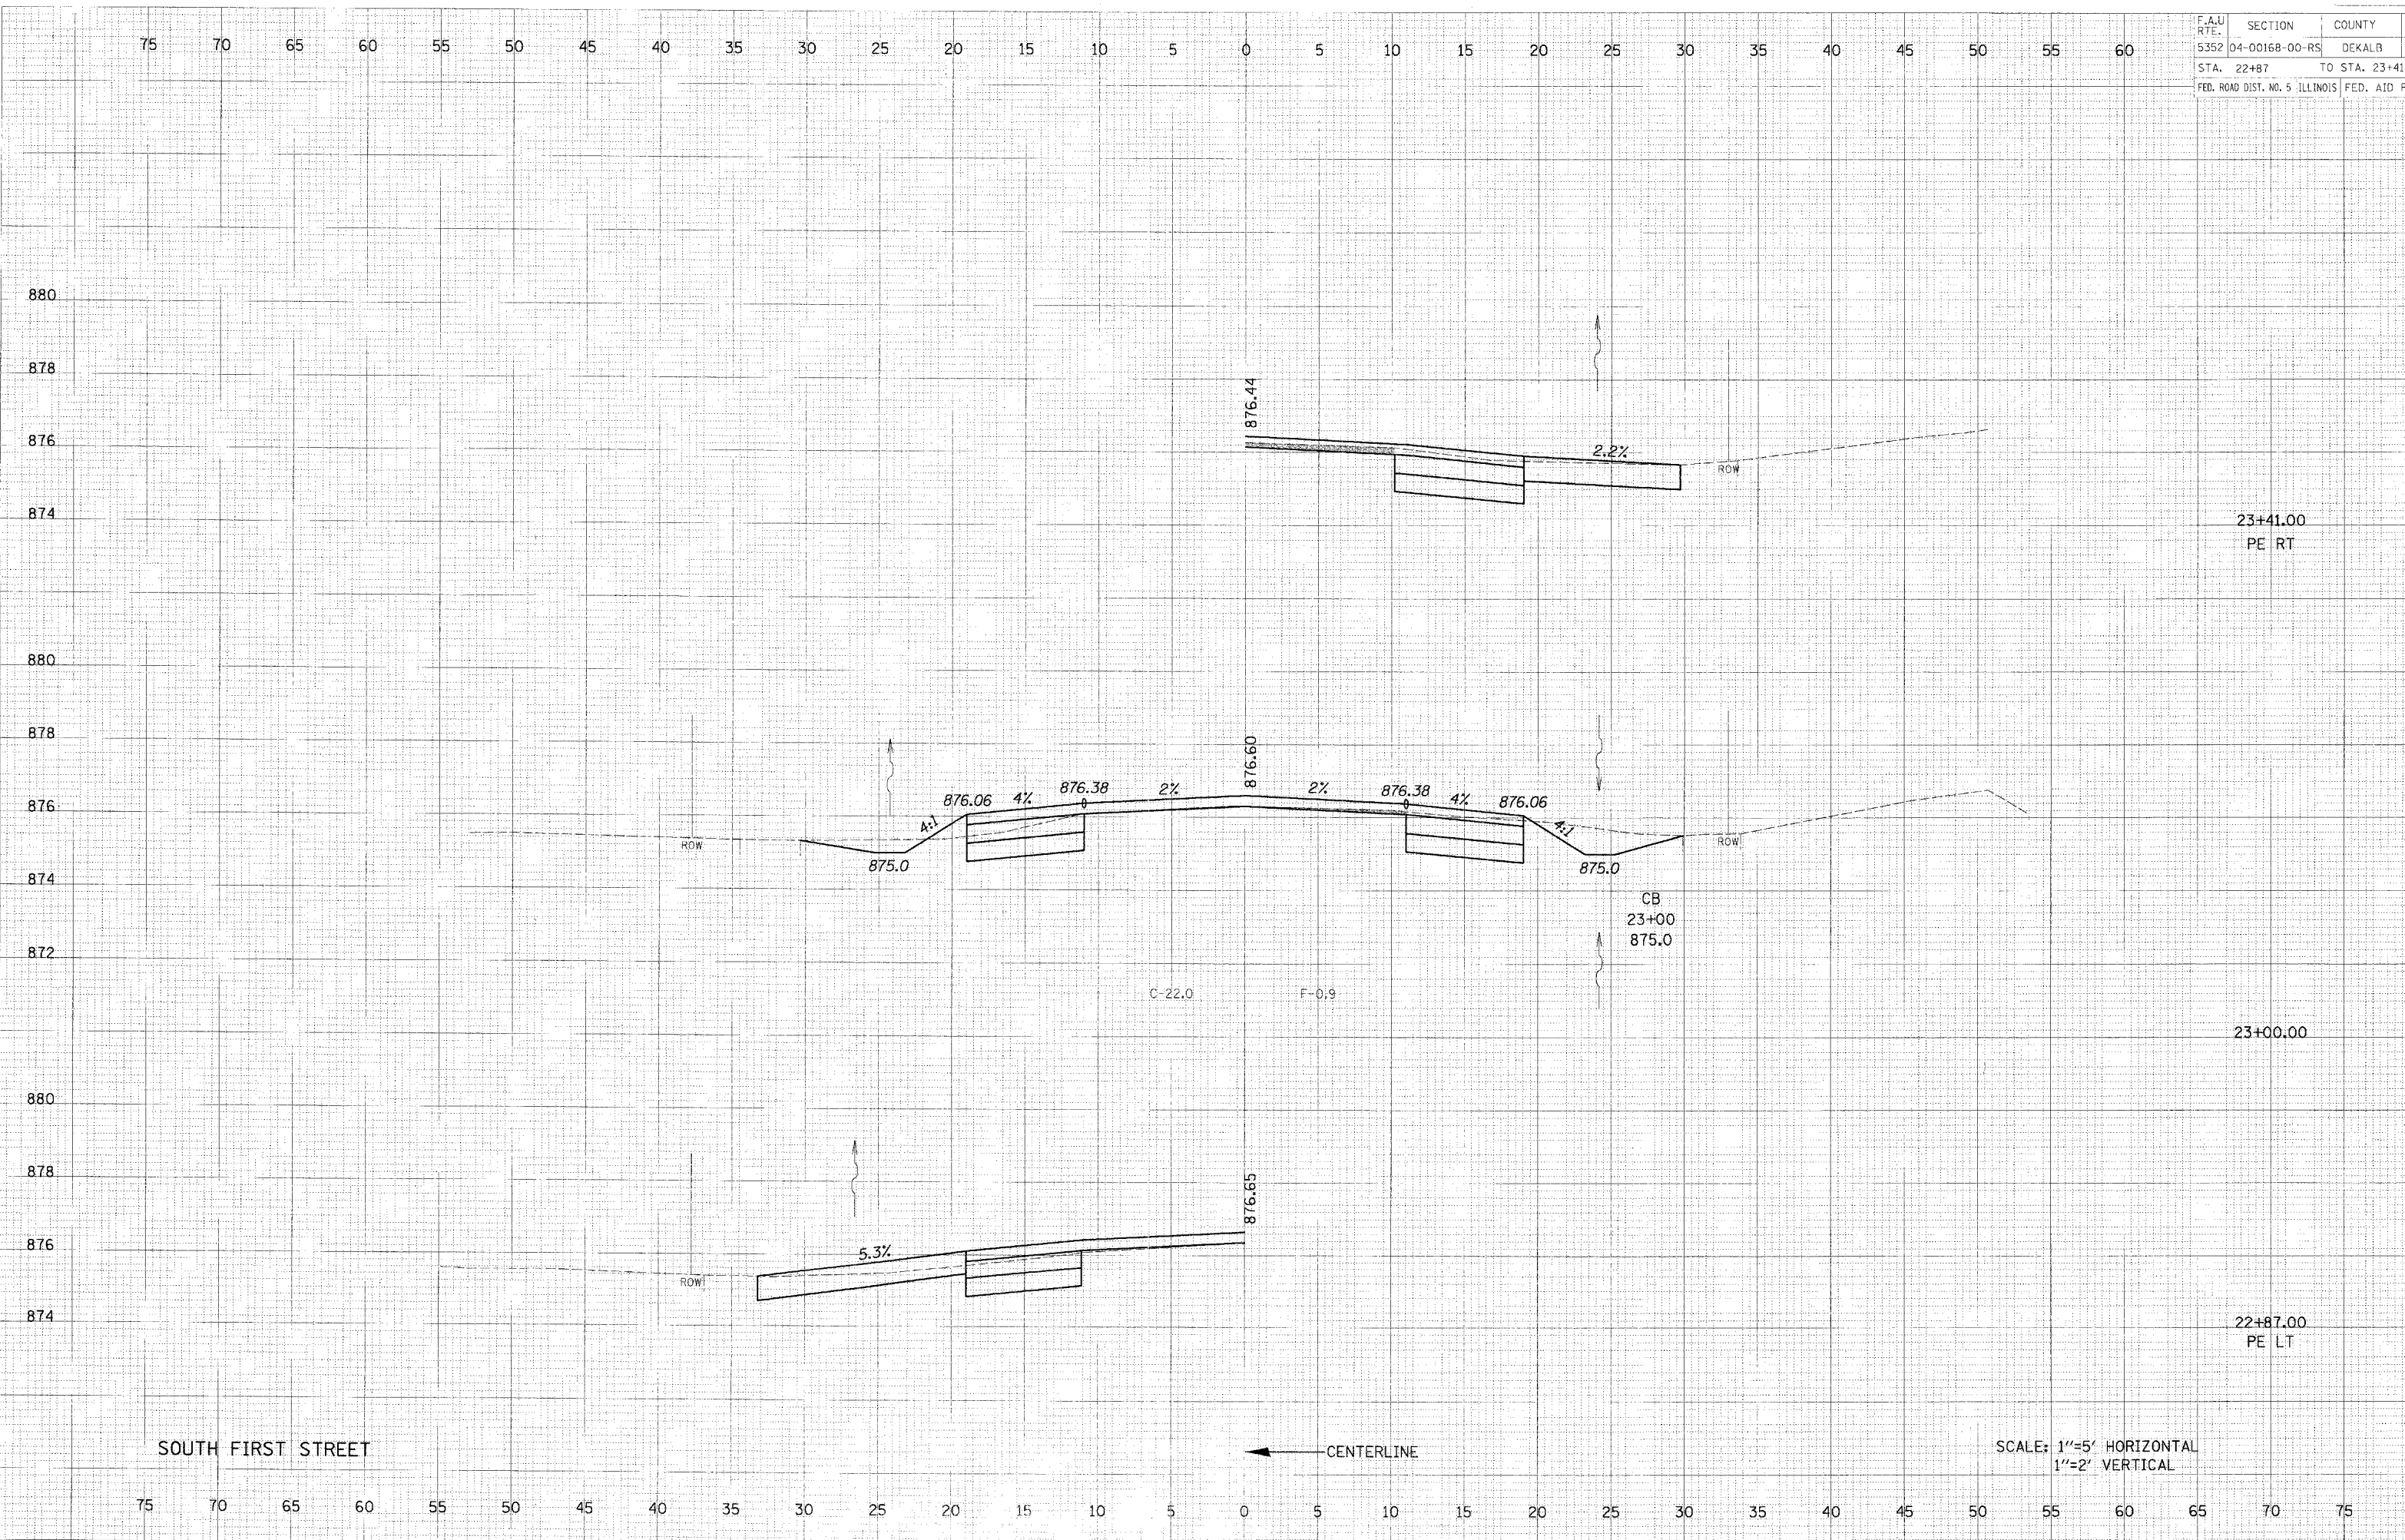 F.A.U RTE. SECTION COUNTY
5352 04-00168-00-RS DEKALB
STA. 22+87 TO STA. 23+41
FED. ROAD DIST. NO. 5 ILLINOIS FED. AID
75 70 65 60 55 50 45 40 35 30 25 20 15 10 5 0 5 10 15 20 25 30 35 40 45 50 55 60
880
878
876.44
876
2.2%
ROW
874
23+41.00
PE RT
880
878
876.60
876.06 4% 876.38 2% 2% 876.38 4% 876.06
876
4:1 4:1
ROW ROW
875.0 875.0
874
CB
23+00
875.0
872
C-22.0 F-0.9
23+00.00
880
878
876.65
876
5.3%
ROW
874
22+87.00
PE LT
SOUTH FIRST STREET
CENTERLINE
SCALE: 1"=5' HORIZONTAL
1"=2' VERTICAL
75 70 65 60 55 50 45 40 35 30 25 20 15 10 5 0 5 10 15 20 25 30 35 40 45 50 55 60 65 70 75